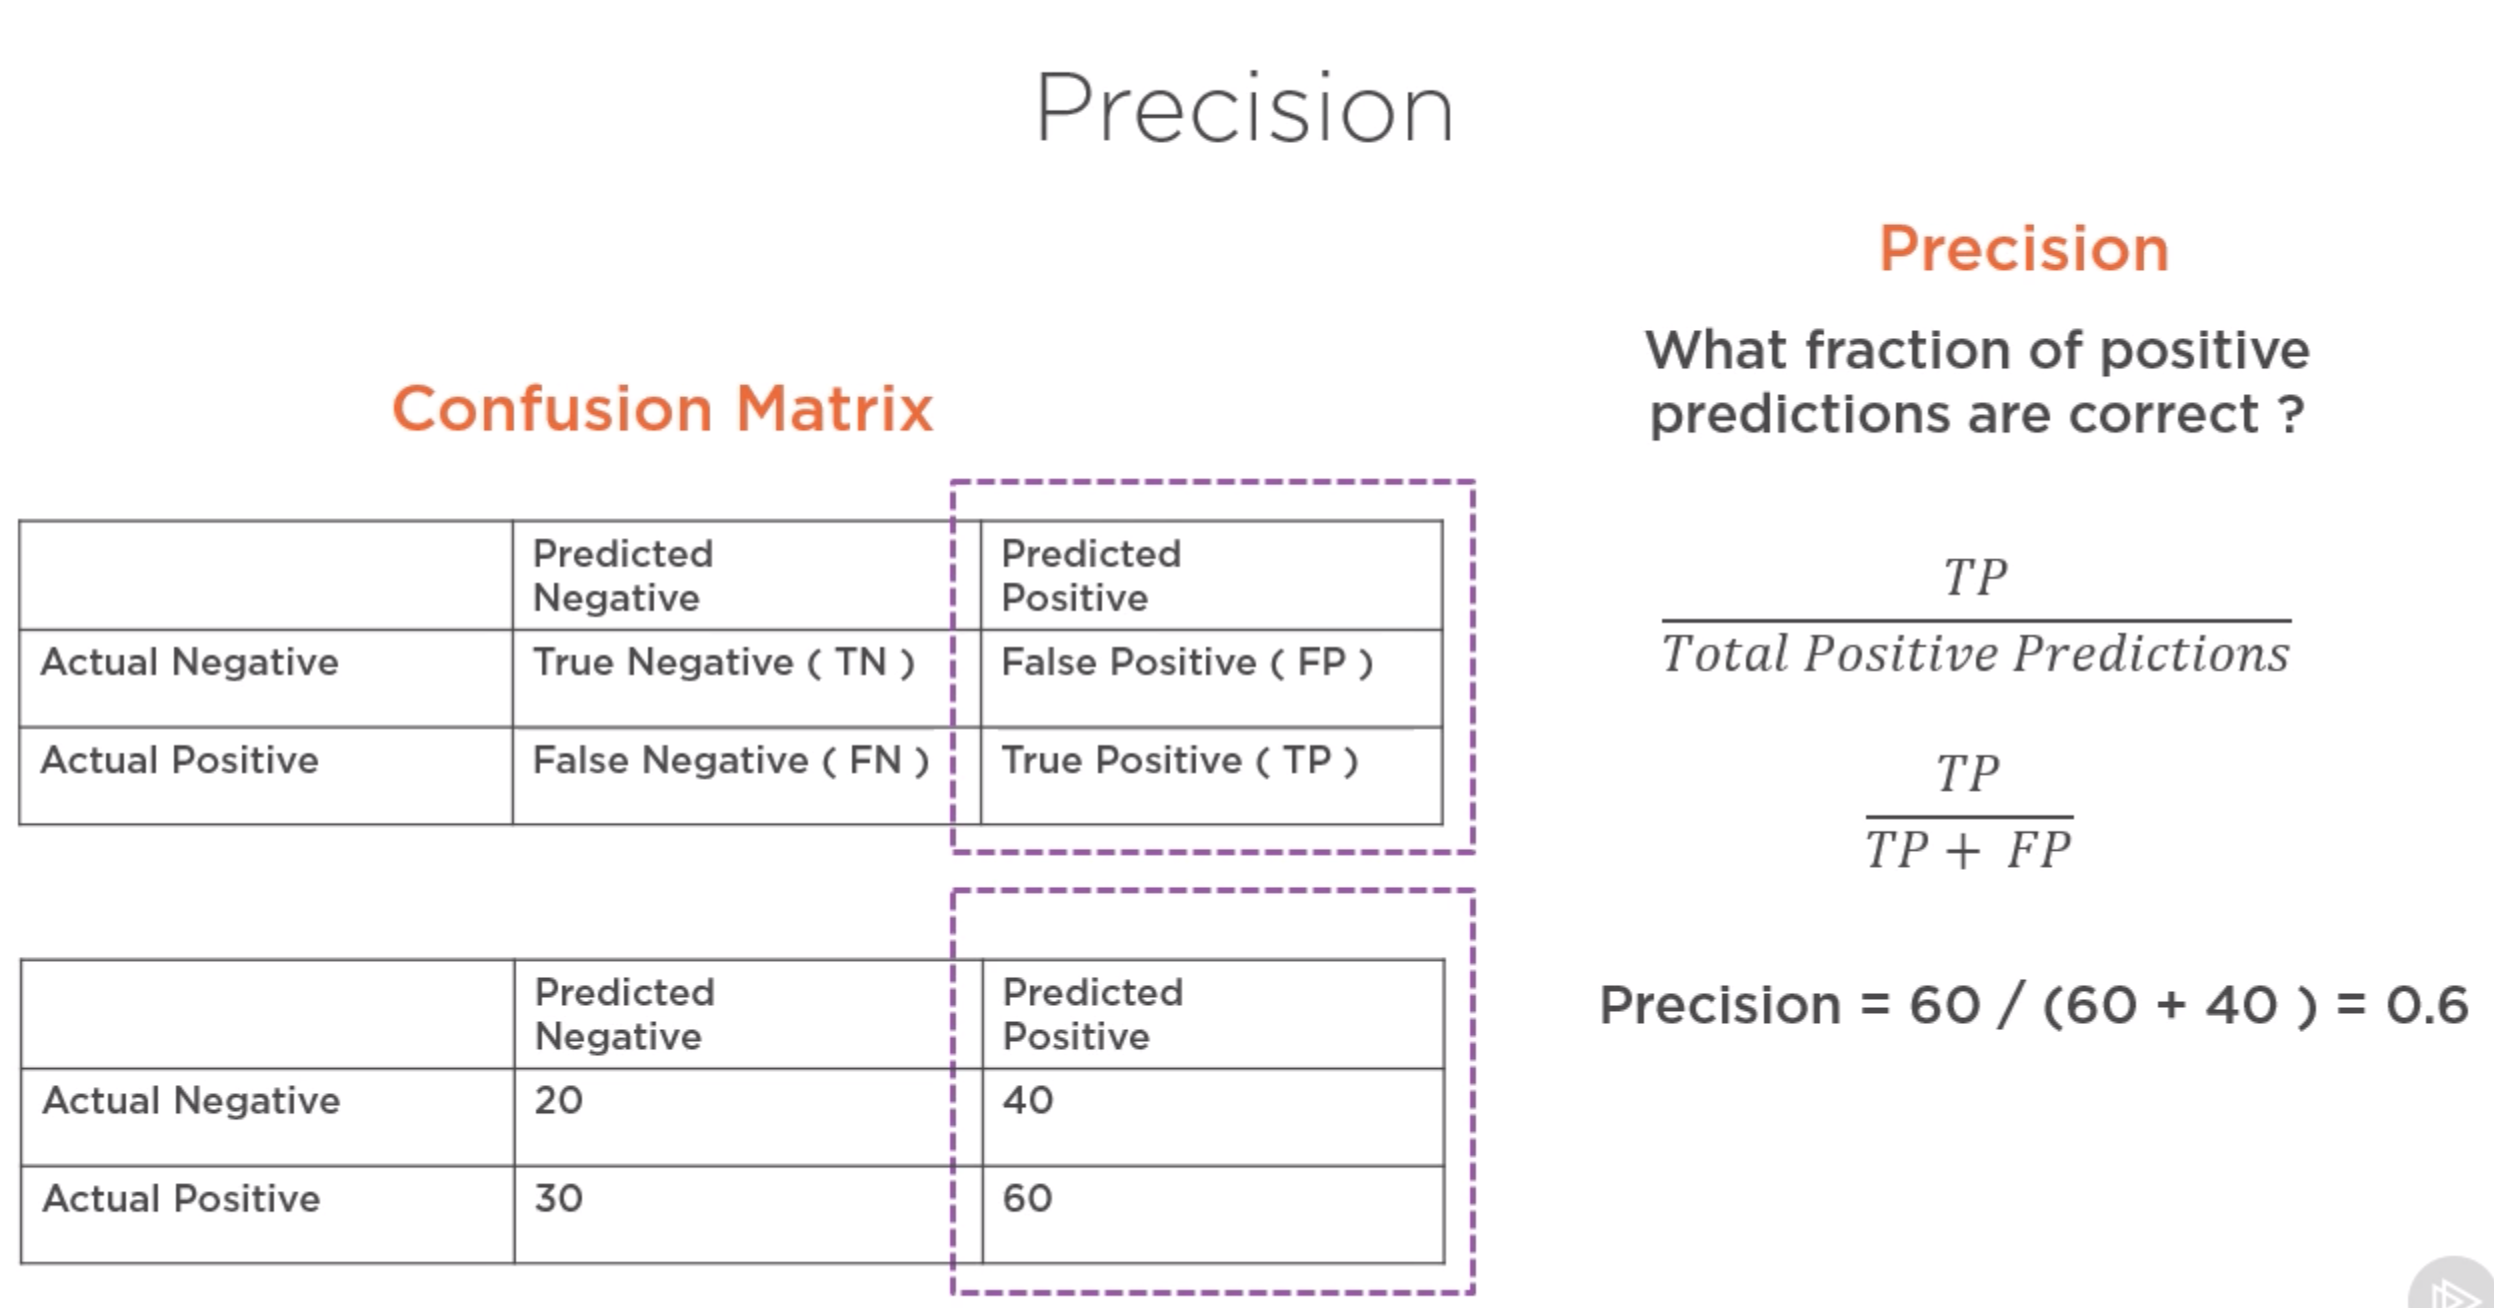 Precision
Confusion Matrix
Predicted Negative Predicted Positive
Actual Negative True Negative ( TN ) False Positive ( FP )
Actual Positive False Negative ( FN ) True Positive ( TP )
Predicted Negative Predicted Positive
Actual Negative 20 40
Actual Positive 30 60
Precision
What fraction of positive
predictions are correct ?
TP
Total Positive Predictions
TP
TP + FP
Precision = 60 / (60 + 40 ) = 0.6